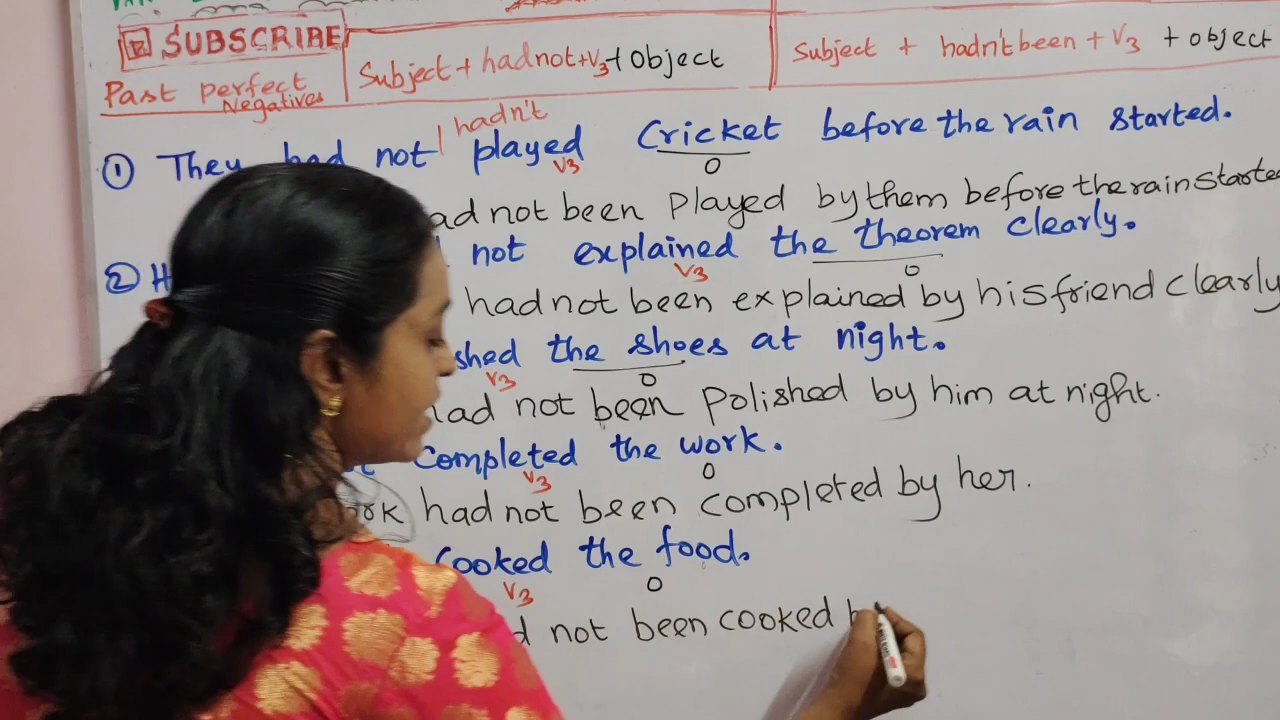 SUBSCRIBE
Past perfect
Negatives
Subject + had not + V3 + Object
Subject + hadn't been + V3 + object
hadn't
① They had not played Cricket before the rain started.
V3 O
ad not been played by them before the rain starte
② H not explained the theorem clearly.
V3 O
had not been explained by his friend clearly
shed the shoes at night.
V3 O
had not been polished by him at night.
completed the work.
V3 O
ork had not been completed by her.
cooked the food.
V3 O
d not been cooked b